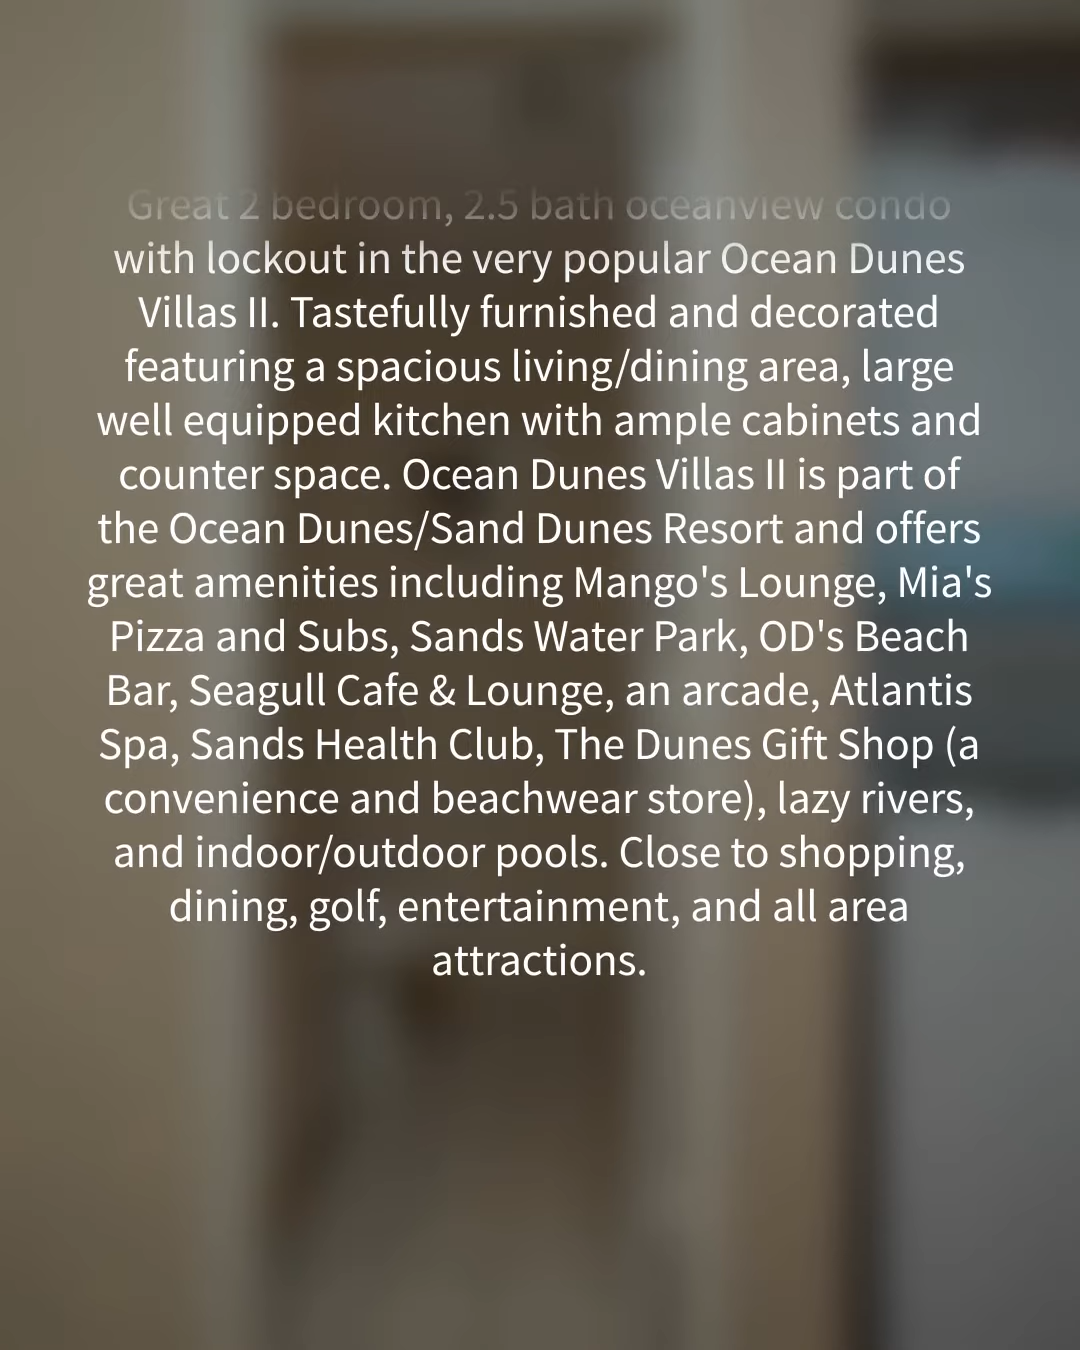 Great 2 bedroom, 2.5 bath oceanview condo
with lockout in the very popular Ocean Dunes
Villas II. Tastefully furnished and decorated
featuring a spacious living/dining area, large
well equipped kitchen with ample cabinets and
counter space. Ocean Dunes Villas II is part of
the Ocean Dunes/Sand Dunes Resort and offers
great amenities including Mango's Lounge, Mia's
Pizza and Subs, Sands Water Park, OD's Beach
Bar, Seagull Cafe & Lounge, an arcade, Atlantis
Spa, Sands Health Club, The Dunes Gift Shop (a
convenience and beachwear store), lazy rivers,
and indoor/outdoor pools. Close to shopping,
dining, golf, entertainment, and all area
attractions.